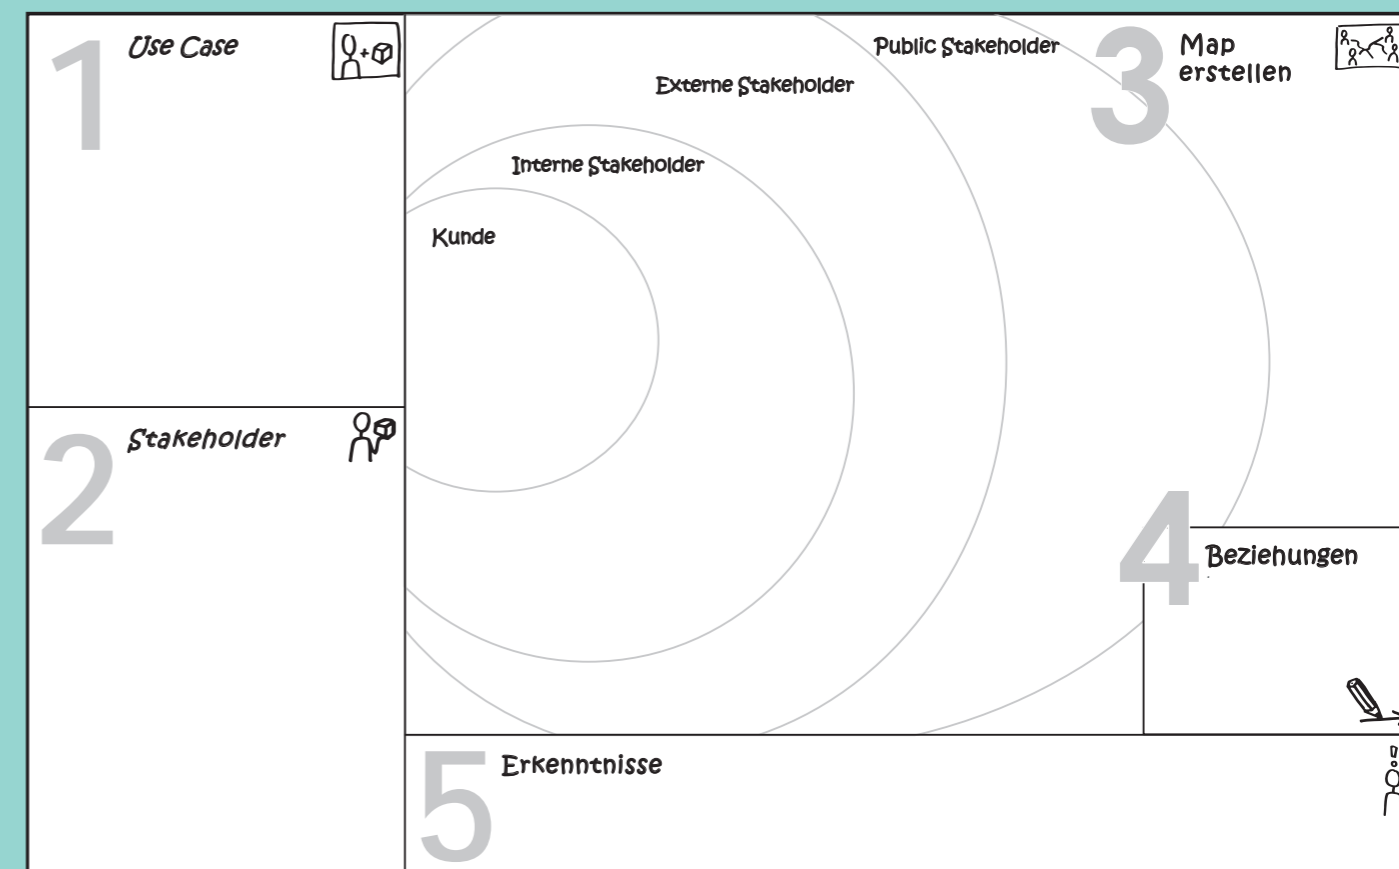 1
Use Case
2
Stakeholder
Kunde
Interne Stakeholder
Externe Stakeholder
Public Stakeholder
3
Map
erstellen
4
Beziehungen
5
Erkenntnisse